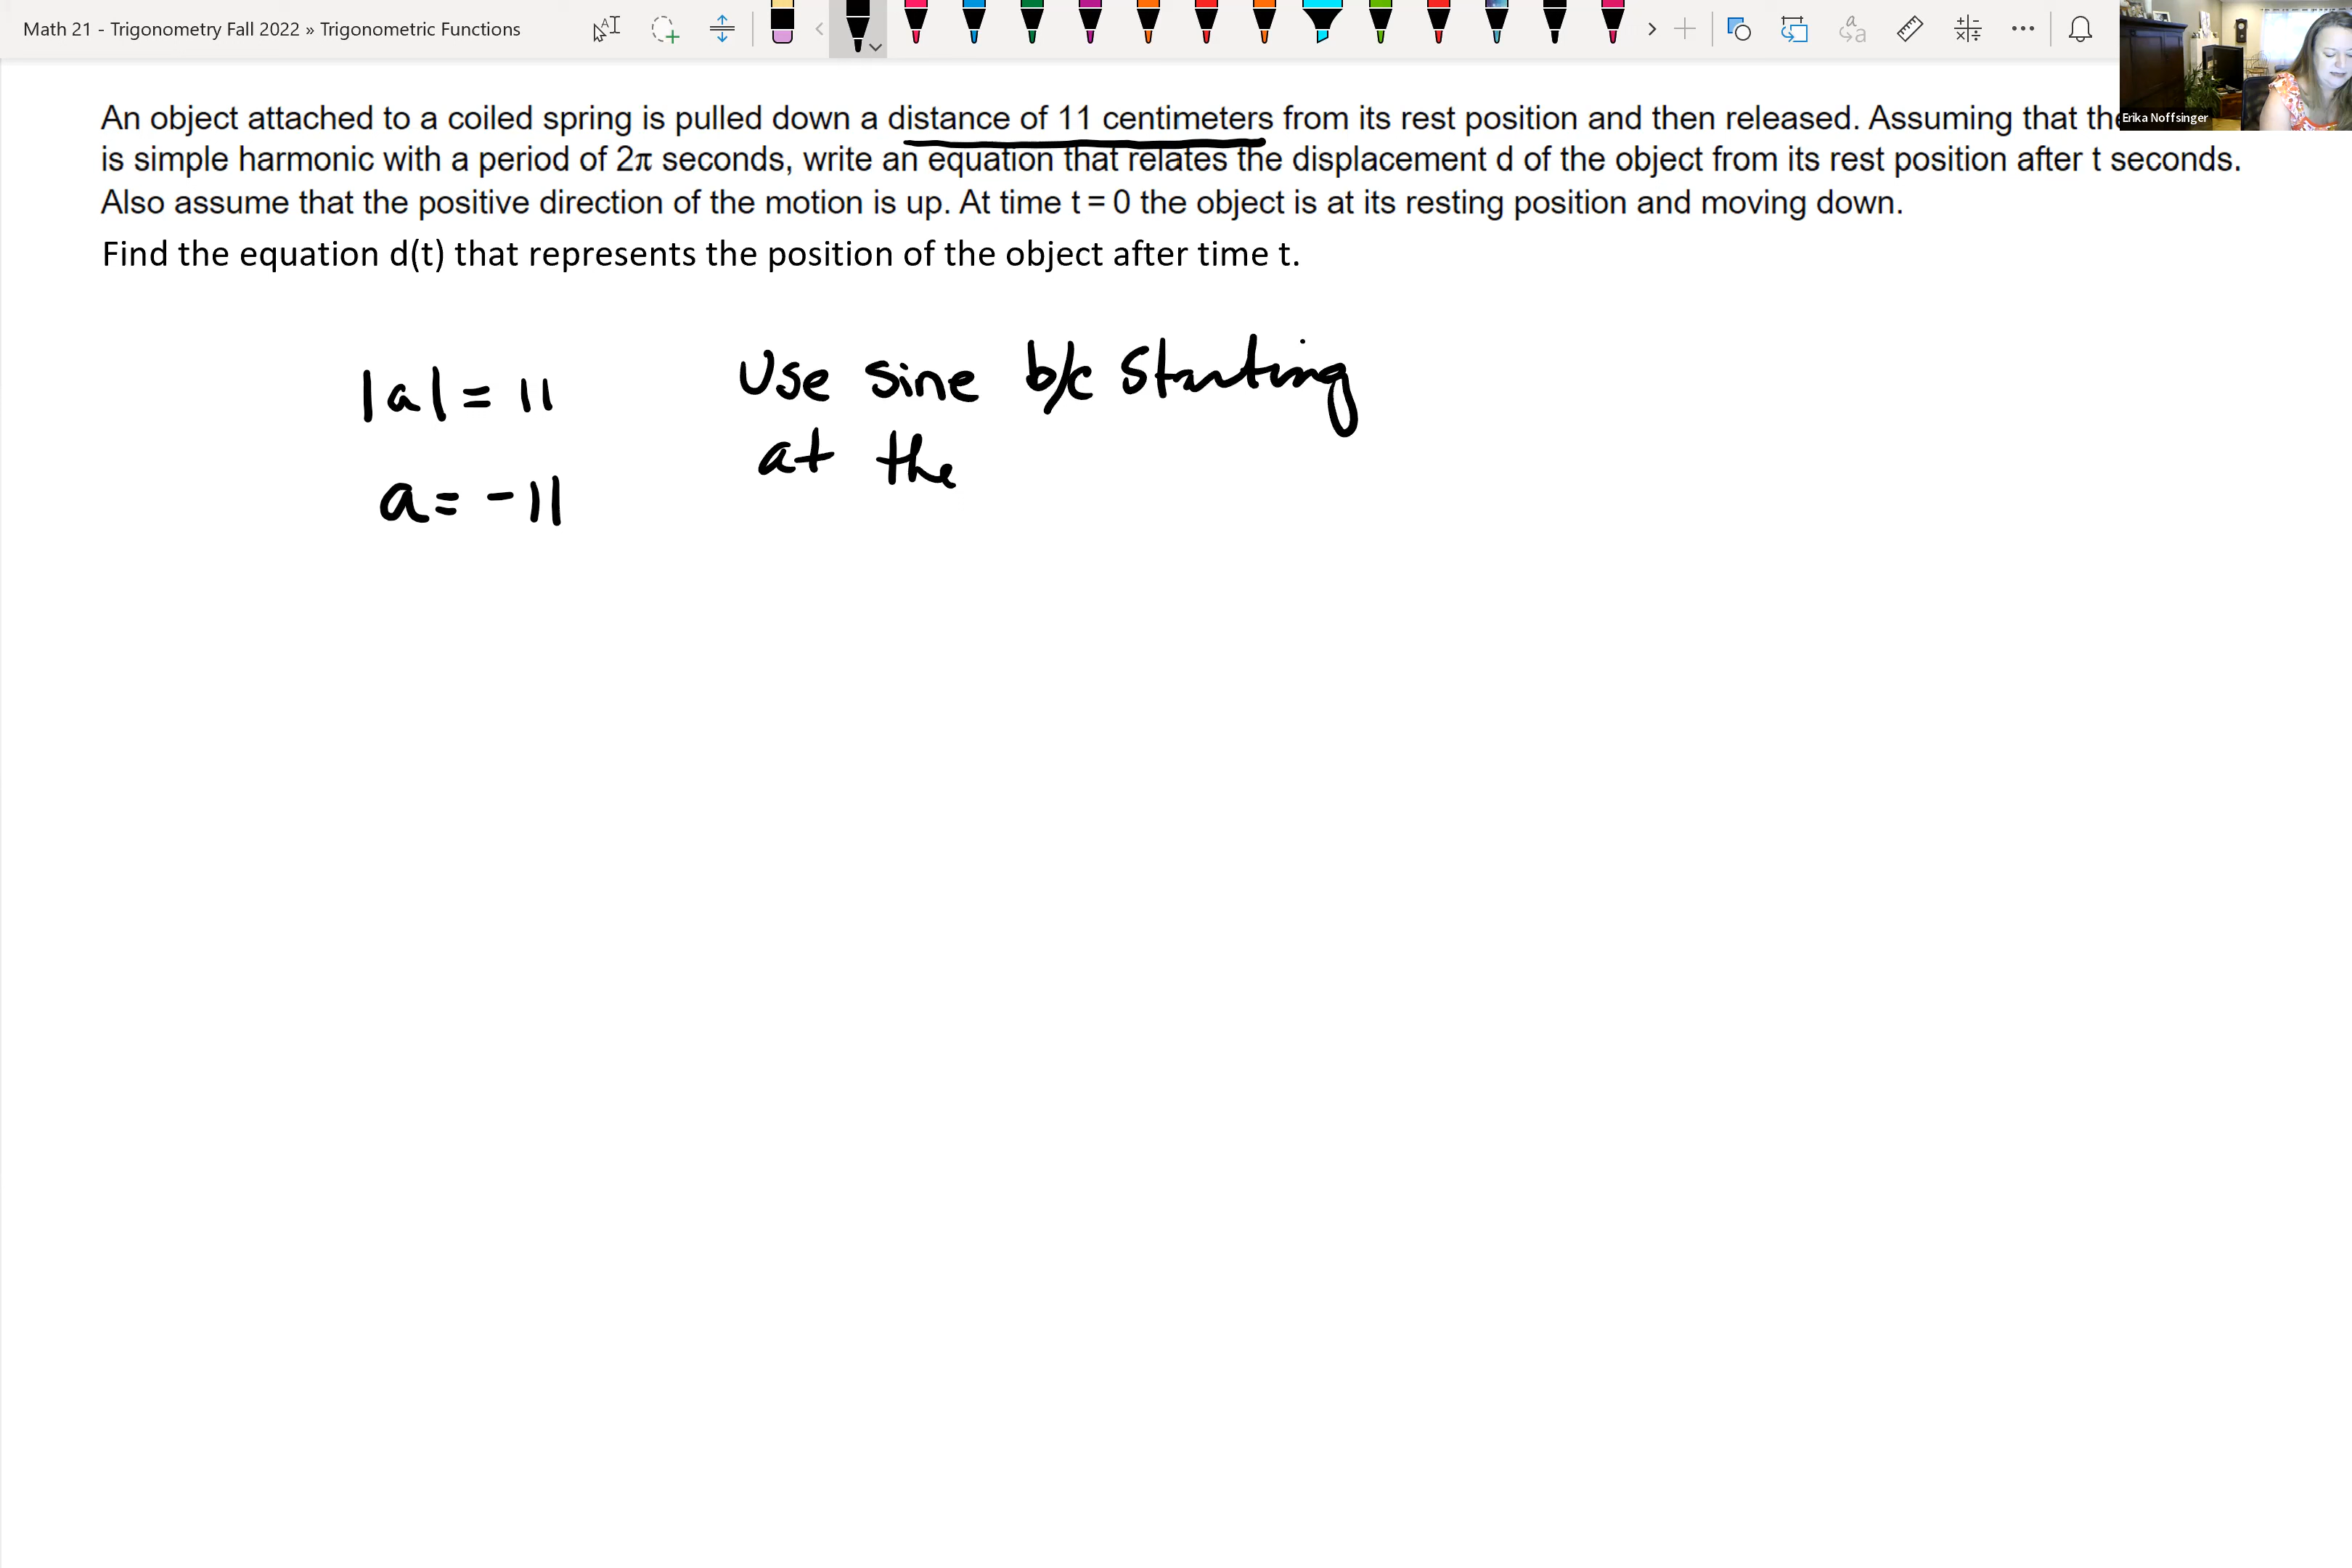 Math 21 - Trigonometry Fall 2022 » Trigonometric Functions
Erika Noffsinger
An object attached to a coiled spring is pulled down a distance of 11 centimeters from its rest position and then released. Assuming that the
is simple harmonic with a period of 2π seconds, write an equation that relates the displacement d of the object from its rest position after t seconds.
Also assume that the positive direction of the motion is up. At time t = 0 the object is at its resting position and moving down.
Find the equation d(t) that represents the position of the object after time t.
|a| = 11
a = -11
Use sine b/c starting
at the